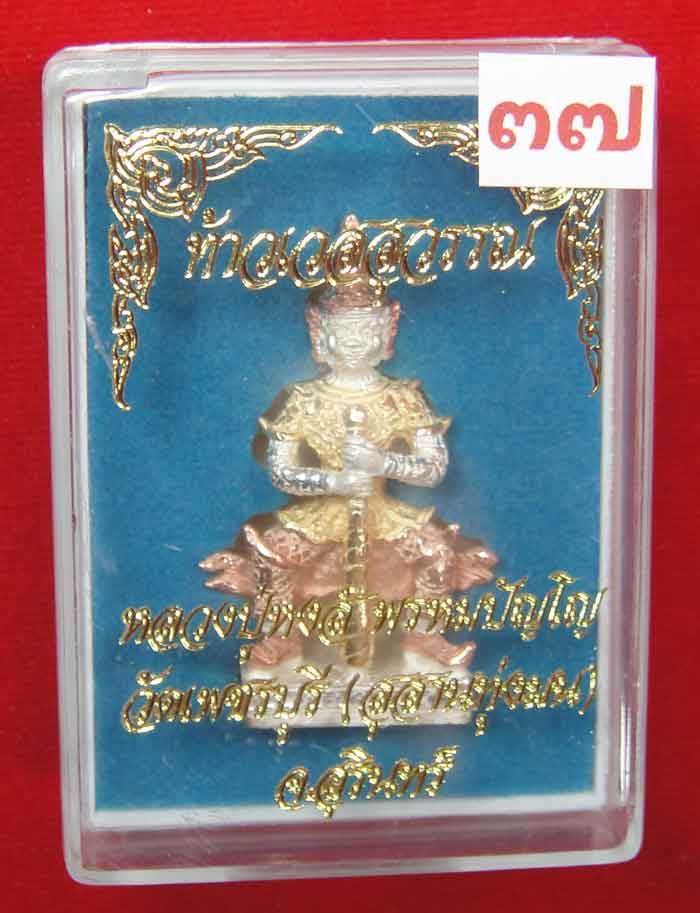 ๓๗
ท้าวเวสสุวรรณ
หลวงปู่หงส์ พรหมปัญโญ
วัดเพชรบุรี (สุสานทุ่งมน)
จ.สุรินทร์